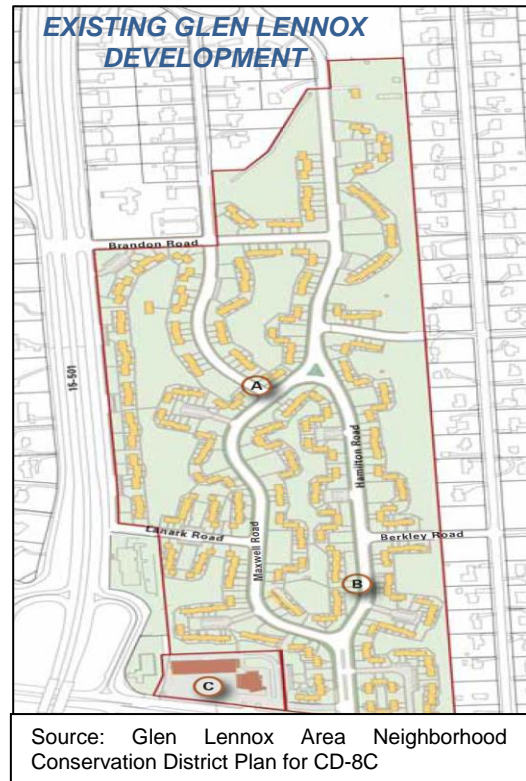 EXISTING GLEN LENNOX
DEVELOPMENT
Brandon Road
15-501
A
Hamilton Road
Lanark Road
Maxwell Road
Berkley Road
B
C
Source: Glen Lennox Area Neighborhood
Conservation District Plan for CD-8C